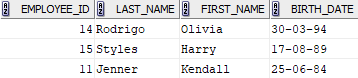 EMPLOYEE_ID LAST_NAME FIRST_NAME BIRTH_DATE
14 Rodrigo Olivia 30-03-94
15 Styles Harry 17-08-89
11 Jenner Kendall 25-06-84